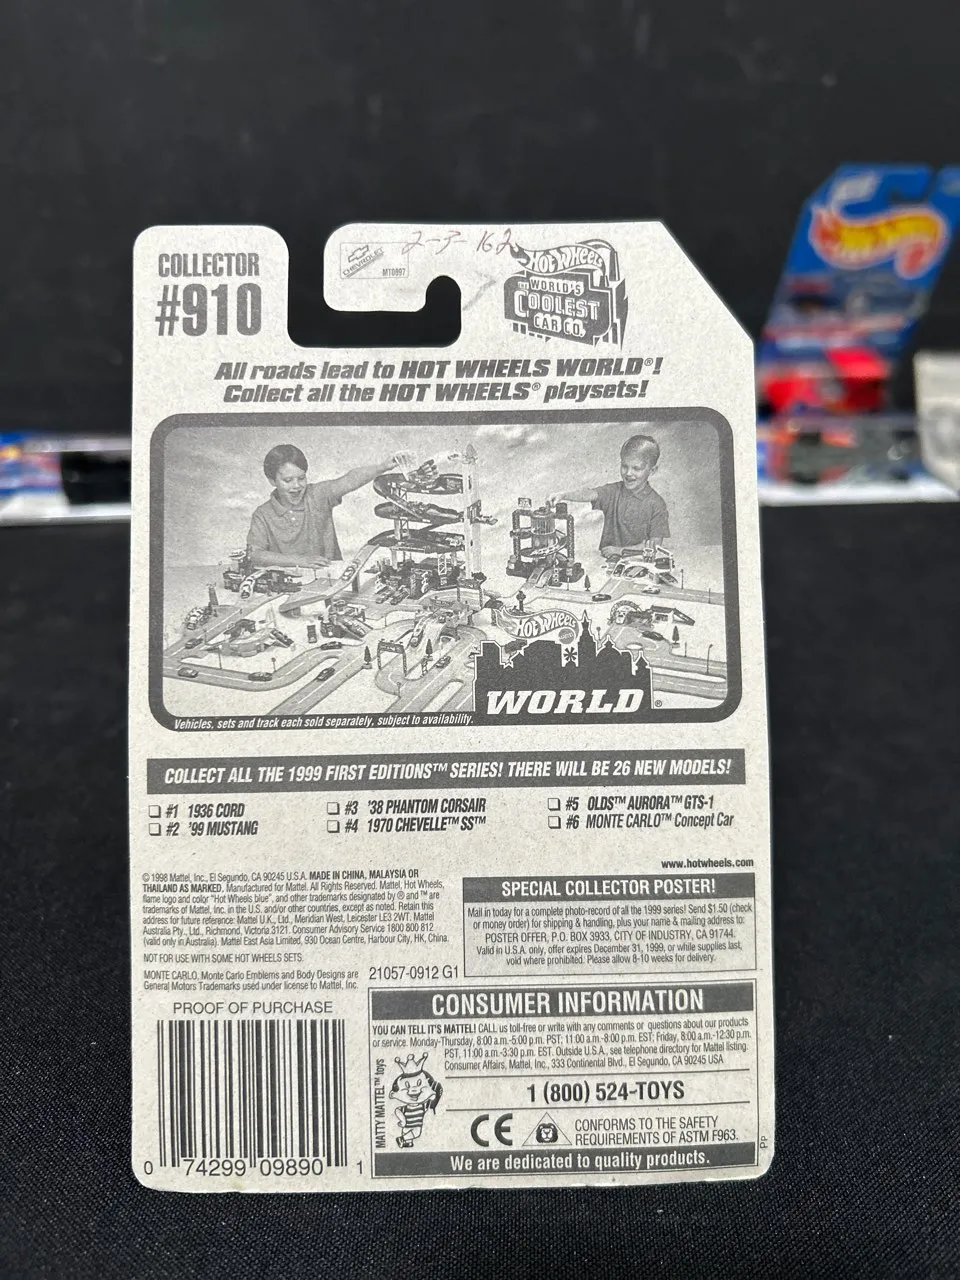 COLLECTOR
#910
CHEVROLET
MT0997
2-3-162
Hot Wheels
WORLD'S
COOLEST
CAR CO.
All roads lead to HOT WHEELS WORLD®!
Collect all the HOT WHEELS® playsets!
Hot Wheels
WORLD®
Vehicles, sets and track each sold separately, subject to availability.
COLLECT ALL THE 1999 FIRST EDITIONS™ SERIES! THERE WILL BE 26 NEW MODELS!
#1 1936 CORD
#2 '99 MUSTANG
#3 '38 PHANTOM CORSAIR
#4 1970 CHEVELLE™ SS™
#5 OLDS™ AURORA™ GTS-1
#6 MONTE CARLO™ Concept Car
www.hotwheels.com
© 1998 Mattel, Inc., El Segundo, CA 90245 U.S.A. MADE IN CHINA, MALAYSIA OR
THAILAND AS MARKED. Manufactured for Mattel. All Rights Reserved. Mattel, Hot Wheels,
flame logo and color "Hot Wheels blue", and other trademarks designated by ® and ™ are
trademarks of Mattel, Inc. in the U.S. and/or other countries, except as noted. Retain this
address for future reference: Mattel U.K., Ltd., Meridian West, Leicester LE3 2WT. Mattel
Australia Pty., Ltd., Richmond, Victoria 3121. Consumer Advisory Service 1800 800 812
(valid only in Australia). Mattel East Asia Limited, 930 Ocean Centre, Harbour City, HK, China.
NOT FOR USE WITH SOME HOT WHEELS SETS.
MONTE CARLO, Monte Carlo Emblems and Body Designs are
General Motors Trademarks used under license to Mattel, Inc.
21057-0912 G1
SPECIAL COLLECTOR POSTER!
Mail in today for a complete photo-record of all the 1999 series! Send $1.50 (check
or money order) for shipping & handling, plus your name & mailing address to:
POSTER OFFER, P.O. BOX 3933, CITY OF INDUSTRY, CA 91744.
Valid in U.S.A. only, offer expires December 31, 1999, or while supplies last,
void where prohibited. Please allow 8-10 weeks for delivery.
PROOF OF PURCHASE
0 74299 09890 1
CONSUMER INFORMATION
YOU CAN TELL IT'S MATTEL! CALL us toll-free or write with any comments or questions about our products
or service. Monday-Thursday, 8:00 a.m.-5:00 p.m. PST; 11:00 a.m.-8:00 p.m. EST; Friday, 8:00 a.m.-12:30 p.m.
PST, 11:00 a.m.-3:30 p.m. EST. Outside U.S.A., see telephone directory for Mattel listing.
Consumer Affairs, Mattel, Inc., 333 Continental Blvd., El Segundo, CA 90245 USA
MATTY MATTEL™ toys
1 (800) 524-TOYS
CE
CONFORMS TO THE SAFETY
REQUIREMENTS OF ASTM F963.
We are dedicated to quality products.
PP